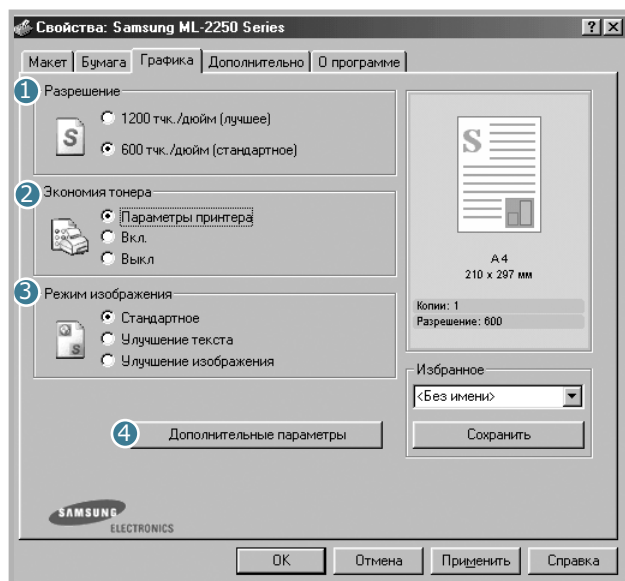 Свойства: Samsung ML-2250 Series
Макет Бумага Графика Дополнительно О программе
1 Разрешение
1200 тчк./дюйм (лучшее)
600 тчк./дюйм (стандартное)
2 Экономия тонера
Параметры принтера
Вкл.
Выкл
3 Режим изображения
Стандартное
Улучшение текста
Улучшение изображения
4 Дополнительные параметры
S
A4
210 x 297 мм
Копии: 1
Разрешение: 600
Избранное
<Без имени>
Сохранить
SAMSUNG
ELECTRONICS
OK Отмена Применить Справка